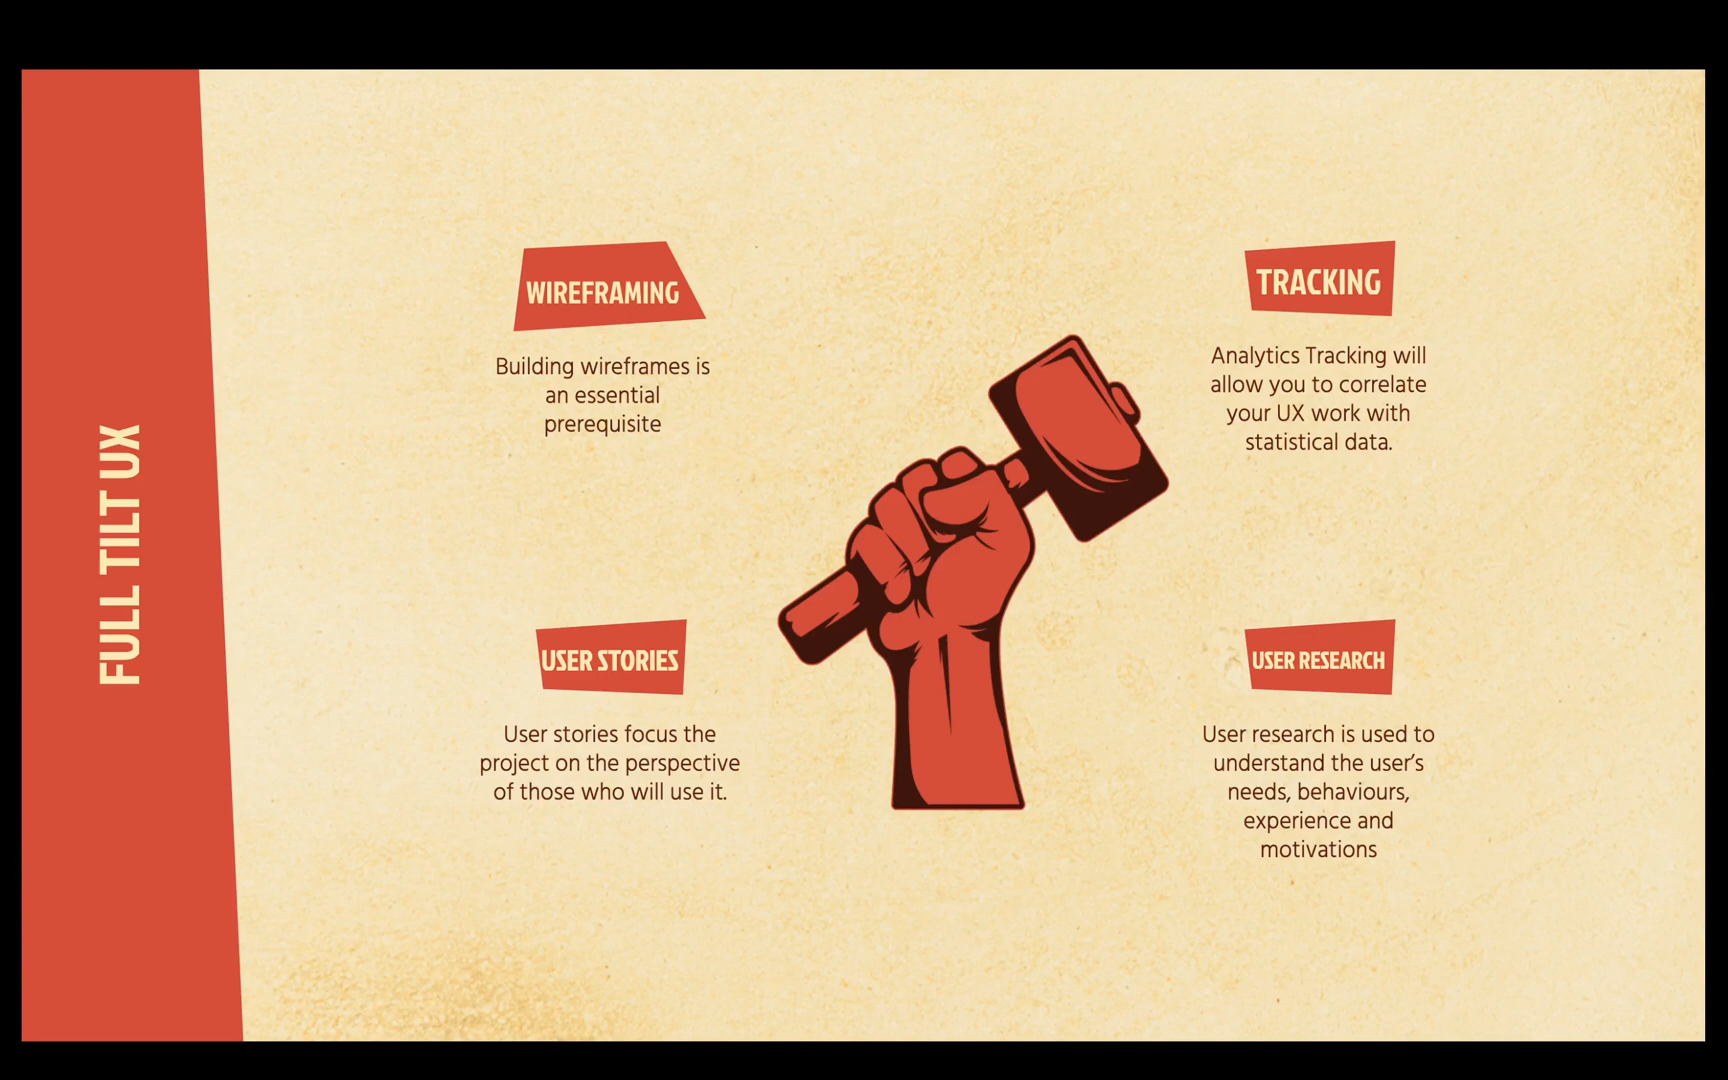 FULL TILT UX
WIREFRAMING
Building wireframes is
an essential
prerequisite
TRACKING
Analytics Tracking will
allow you to correlate
your UX work with
statistical data.
USER STORIES
User stories focus the
project on the perspective
of those who will use it.
USER RESEARCH
User research is used to
understand the user’s
needs, behaviours,
experience and
motivations